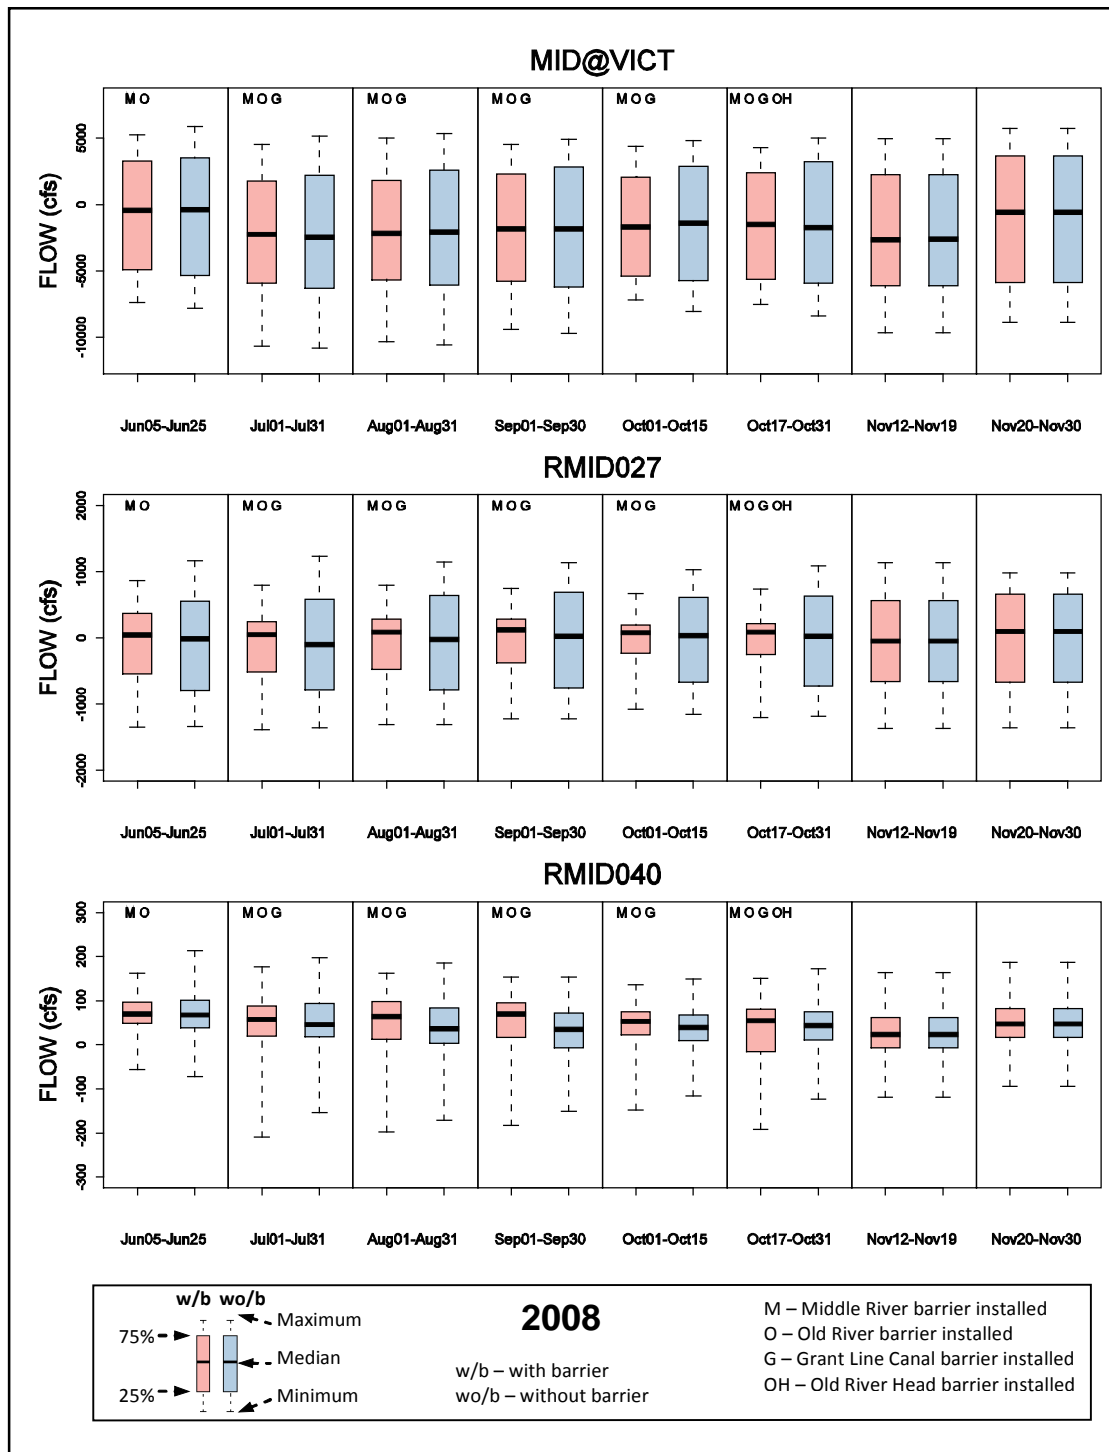 MID@VICT
M O
M O G
M O G
M O G
M O G
M O G OH
FLOW (cfs)
5000
0
-5000
-10000
Jun05-Jun25
Jul01-Jul31
Aug01-Aug31
Sep01-Sep30
Oct01-Oct15
Oct17-Oct31
Nov12-Nov19
Nov20-Nov30
RMID027
M O
M O G
M O G
M O G
M O G
M O G OH
FLOW (cfs)
2000
1000
0
-1000
-2000
Jun05-Jun25
Jul01-Jul31
Aug01-Aug31
Sep01-Sep30
Oct01-Oct15
Oct17-Oct31
Nov12-Nov19
Nov20-Nov30
RMID040
M O
M O G
M O G
M O G
M O G
M O G OH
FLOW (cfs)
300
200
100
0
-100
-200
-300
Jun05-Jun25
Jul01-Jul31
Aug01-Aug31
Sep01-Sep30
Oct01-Oct15
Oct17-Oct31
Nov12-Nov19
Nov20-Nov30
w/b wo/b
Maximum
75%
Median
25%
Minimum
2008
w/b – with barrier
wo/b – without barrier
M – Middle River barrier installed
O – Old River barrier installed
G – Grant Line Canal barrier installed
OH – Old River Head barrier installed